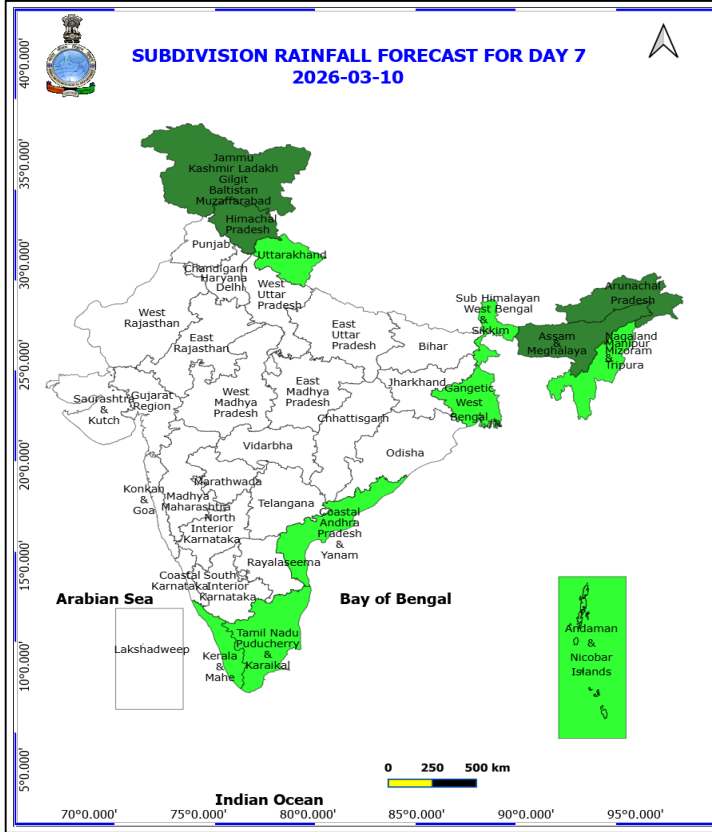 SUBDIVISION RAINFALL FORECAST FOR DAY 7
2026-03-10
40°0.000'
35°0.000'
30°0.000'
25°0.000'
20°0.000'
15°0.000'
10°0.000'
5°0.000'
Jammu
Kashmir Ladakh
Gilgit
Baltistan
Muzaffarabad
Himachal
Pradesh
Punjab
Uttarakhand
Chandigarh
Haryana
Delhi
West
Uttar
Pradesh
West
Rajasthan
East
Rajasthan
East
Uttar
Pradesh
Bihar
Sub Himalayan
West Bengal
&
Sikkim
Arunachal
Pradesh
Assam
&
Meghalaya
Nagaland
Manipur
Mizoram
&
Tripura
Saurashtra
&
Kutch
Gujarat
Region
West
Madhya
Pradesh
East
Madhya
Pradesh
Jharkhand
Gangetic
West
Bengal
Chhattisgarh
Odisha
Vidarbha
Konkan
&
Goa
Marathwada
Madhya
Maharashtra
Telangana
North
Interior
Karnataka
Coastal
Andhra
Pradesh
&
Yanam
Rayalaseema
Coastal
Karnataka
South
Interior
Karnataka
Arabian Sea
Bay of Bengal
Lakshadweep
Kerala
&
Mahe
Tamil Nadu
Puducherry
&
Karaikal
Andaman
&
Nicobar
Islands
0 250 500 km
Indian Ocean
70°0.000' 75°0.000' 80°0.000' 85°0.000' 90°0.000' 95°0.000'